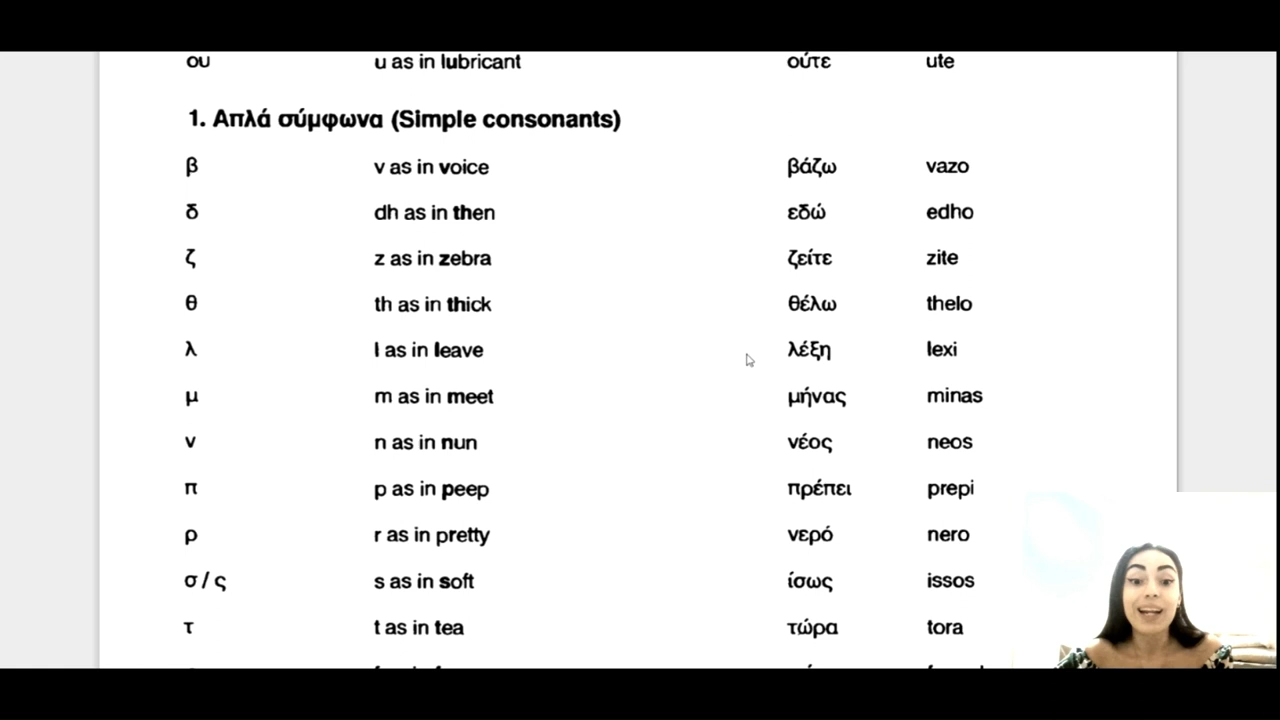 ου u as in lubricant ούτε ute
1. Απλά σύμφωνα (Simple consonants)
β v as in voice βάζω vazo
δ dh as in then εδώ edho
ζ z as in zebra ζείτε zite
θ th as in thick θέλω thelo
λ l as in leave λέξη lexi
μ m as in meet μήνας minas
ν n as in nun νέος neos
π p as in peep πρέπει prepi
ρ r as in pretty νερό nero
σ / ς s as in soft ίσως issos
τ t as in tea τώρα tora